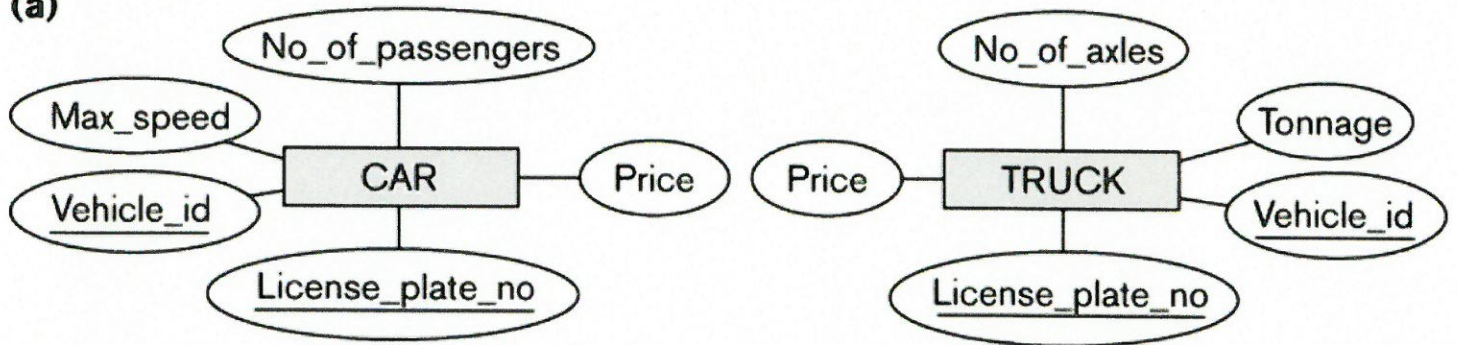 (a)
No_of_passengers
No_of_axles
Max_speed
Tonnage
CAR
Price
Price
TRUCK
Vehicle_id
Vehicle_id
License_plate_no
License_plate_no